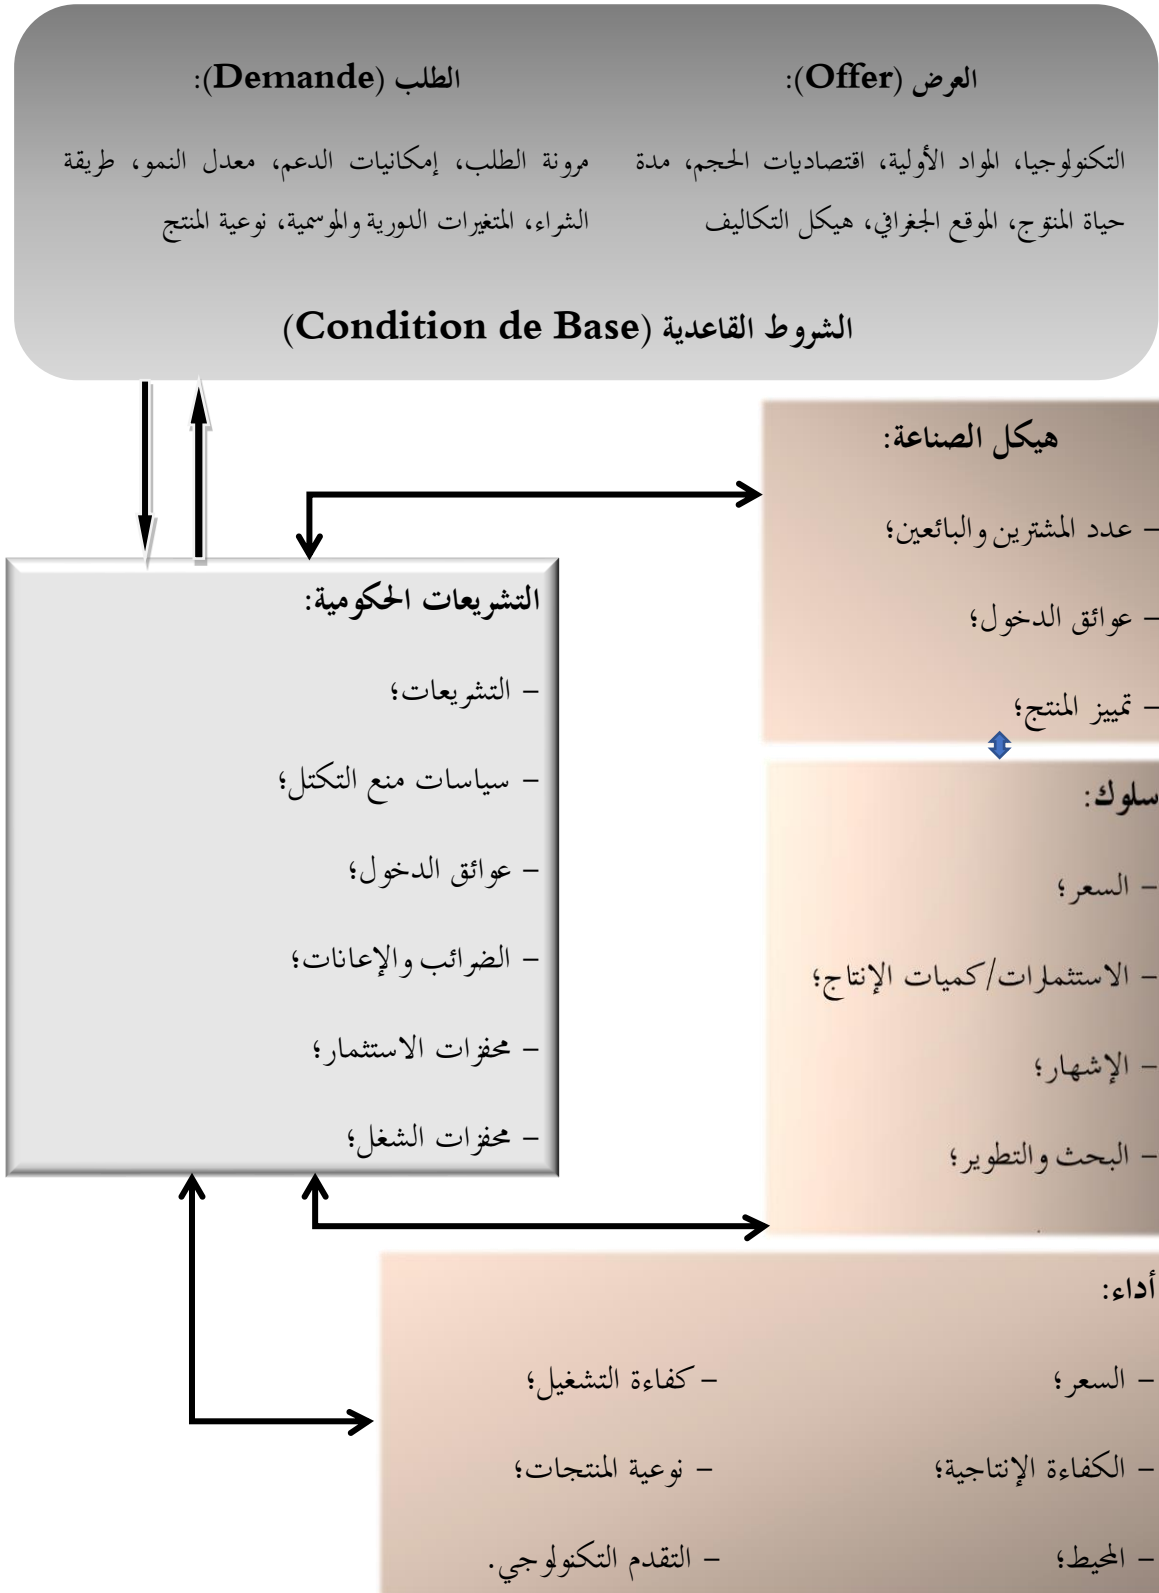 العرض (Offer):
التكنولوجيا، المواد الأولية، اقتصاديات الحجم، مدة
حياة المنتوج، الموقع الجغرافي، هيكل التكاليف
الطلب (Demande):
مرونة الطلب، إمكانيات الدعم، معدل النمو، طريقة
الشراء، المتغيرات الدورية والموسمية، نوعية المنتج
الشروط القاعدية (Condition de Base)
هيكل الصناعة:
– عدد المشترين والبائعين؛
– عوائق الدخول؛
– تمييز المنتج؛
التشريعات الحكومية:
– التشريعات؛
– سياسات منع التكتل؛
– عوائق الدخول؛
– الضرائب والإعانات؛
– محفزات الاستثمار؛
– محفزات الشغل؛
سلوك:
– السعر؛
– الاستثمارات/كميات الإنتاج؛
– الإشهار؛
– البحث والتطوير؛
أداء:
– السعر؛
– الكفاءة الإنتاجية؛
– المحيط؛
– كفاءة التشغيل؛
– نوعية المنتجات؛
– التقدم التكنولوجي.